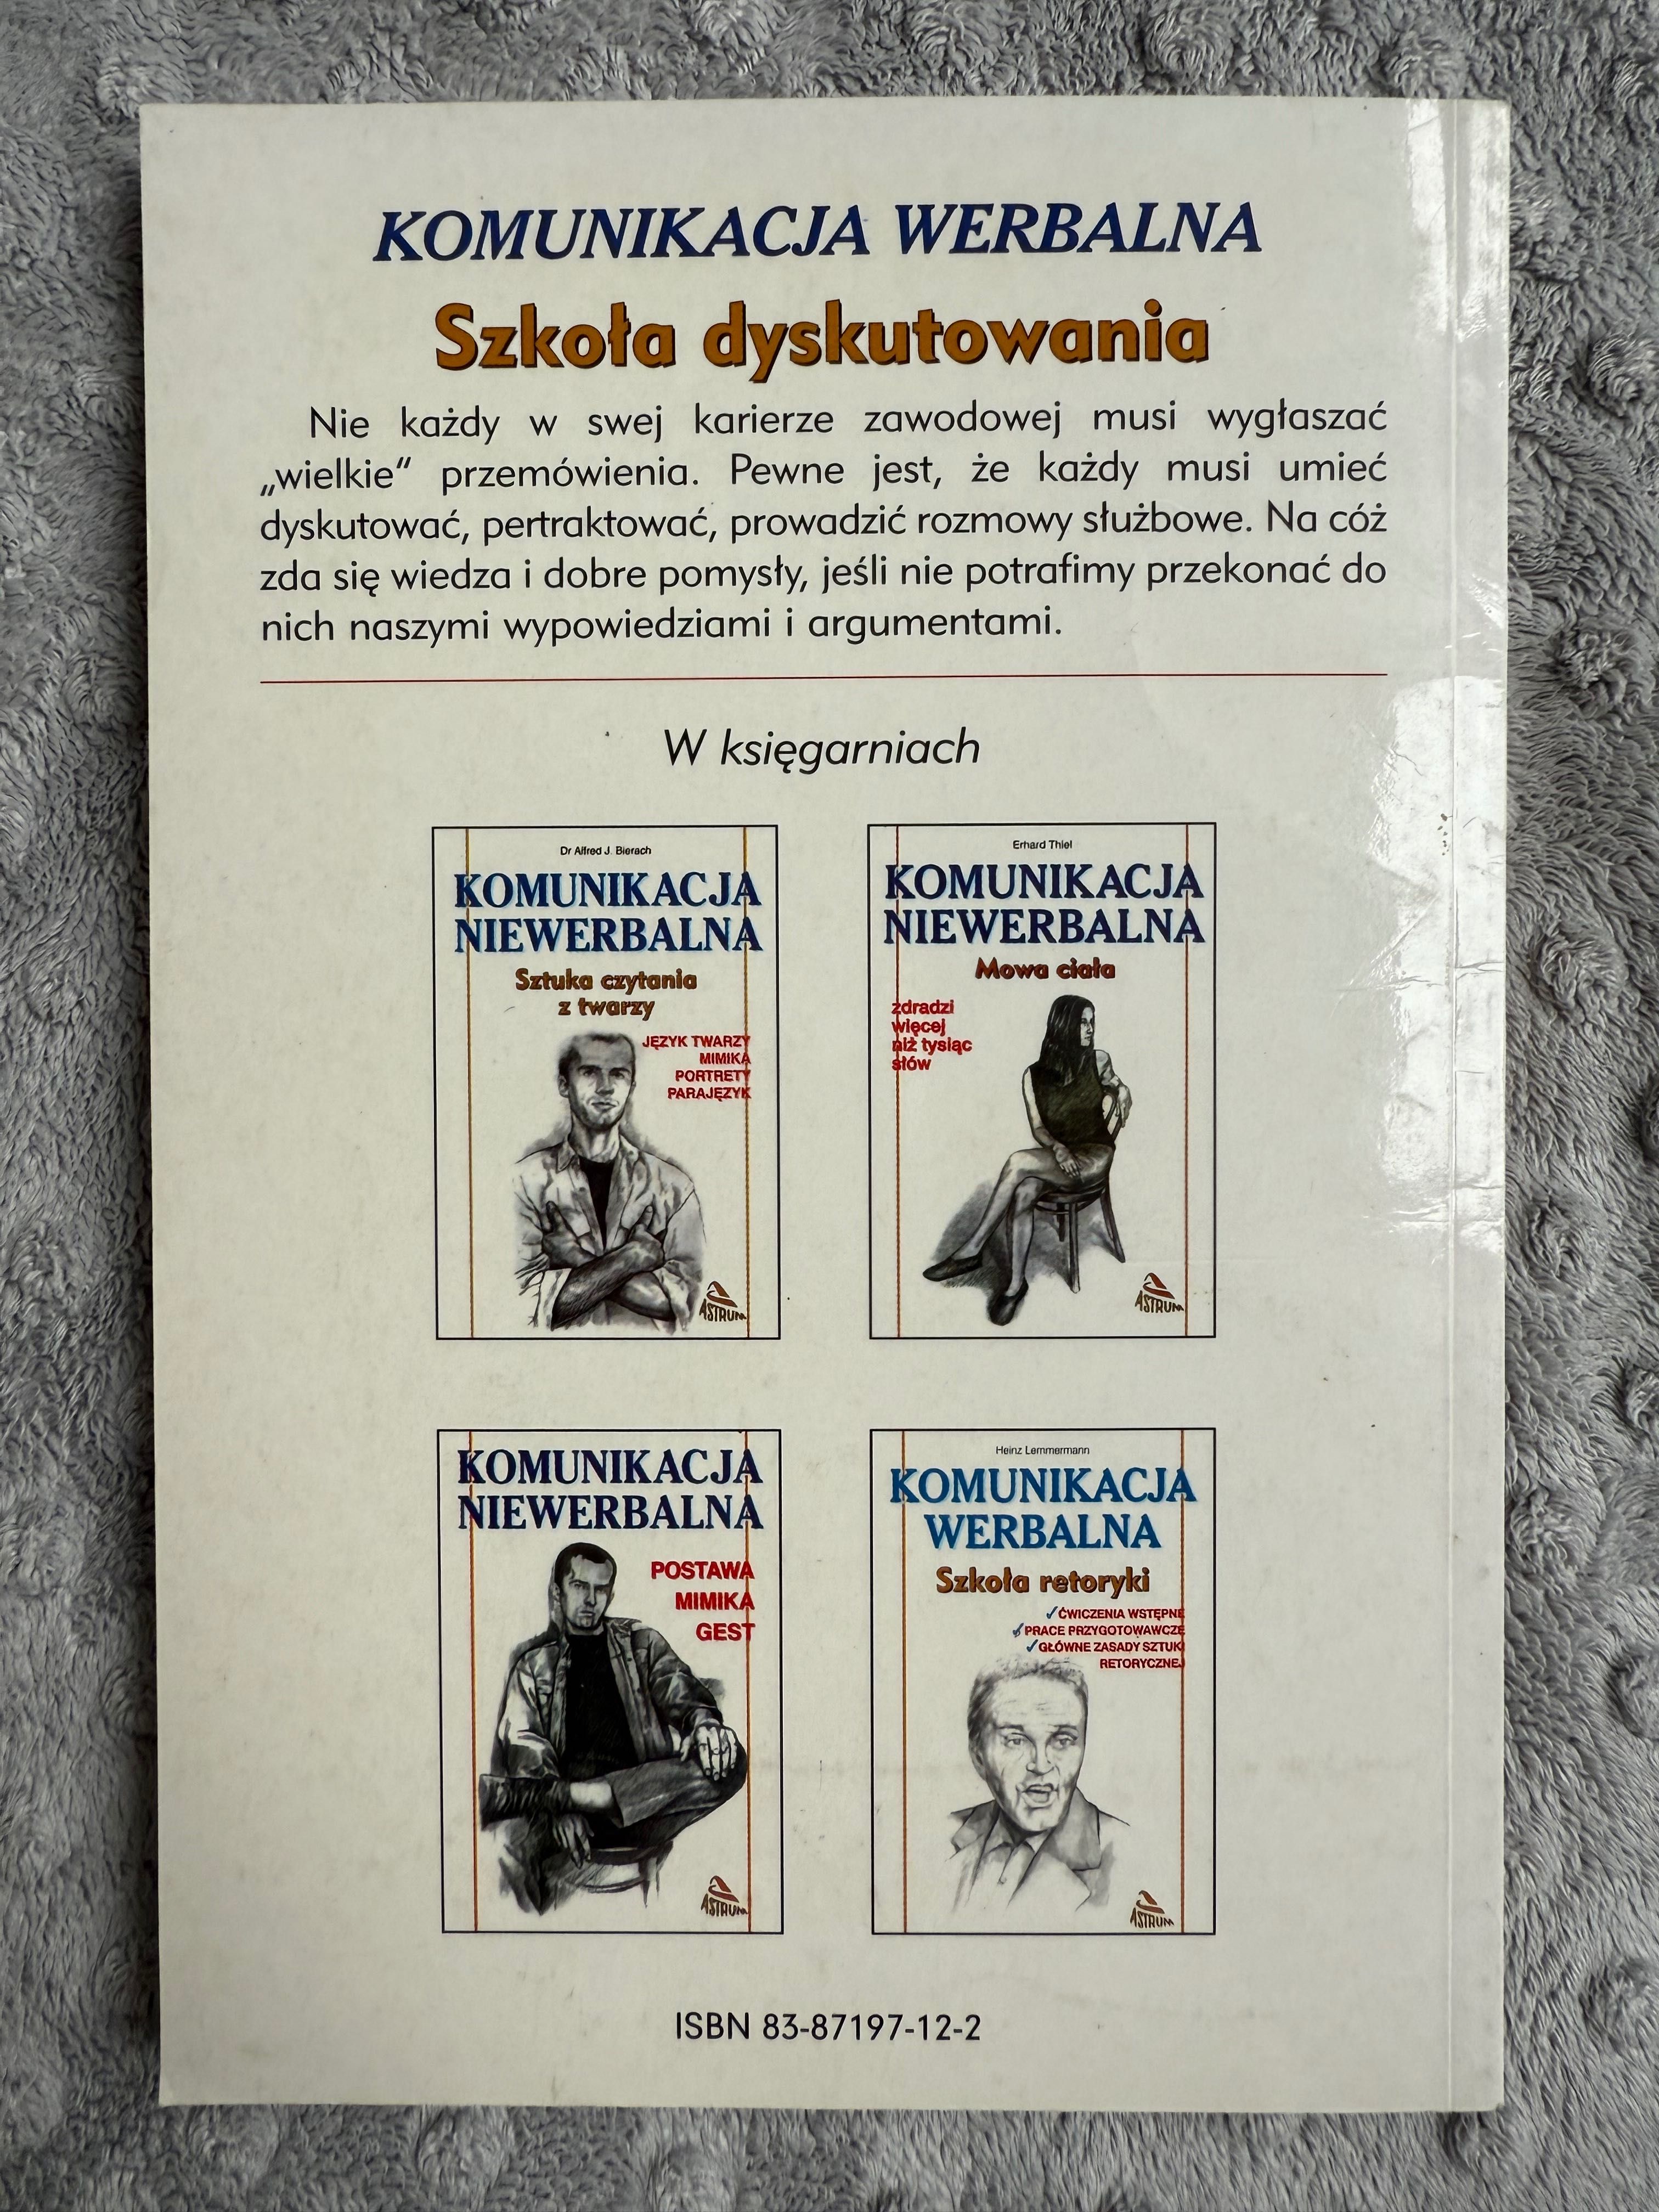 KOMUNIKACJA WERBALNA
Szkoła dyskutowania
Nie każdy w swej karierze zawodowej musi wygłaszać
„wielkie“ przemówienia. Pewne jest, że każdy musi umieć
dyskutować, pertraktować, prowadzić rozmowy służbowe. Na cóż
zda się wiedza i dobre pomysły, jeśli nie potrafimy przekonać do
nich naszymi wypowiedziami i argumentami.
W księgarniach
Dr Alfred J. Bierach
KOMUNIKACJA
NIEWERBALNA
Sztuka czytania
z twarzy
JĘZYK TWARZY
MIMIKA
PORTRETY
PARAJĘZYK
ASTRUM
Erhard Thiel
KOMUNIKACJA
NIEWERBALNA
Mowa ciała
zdradzi
więcej
niż tysiąc
słów
ASTRUM
KOMUNIKACJA
NIEWERBALNA
POSTAWA
MIMIKA
GEST
ASTRUM
Heinz Lemmermann
KOMUNIKACJA
WERBALNA
Szkoła retoryki
✓ĆWICZENIA WSTĘPNE
✓PRACE PRZYGOTOWAWCZE
✓GŁÓWNE ZASADY SZTUKI
RETORYCZNEJ
ASTRUM
ISBN 83-87197-12-2